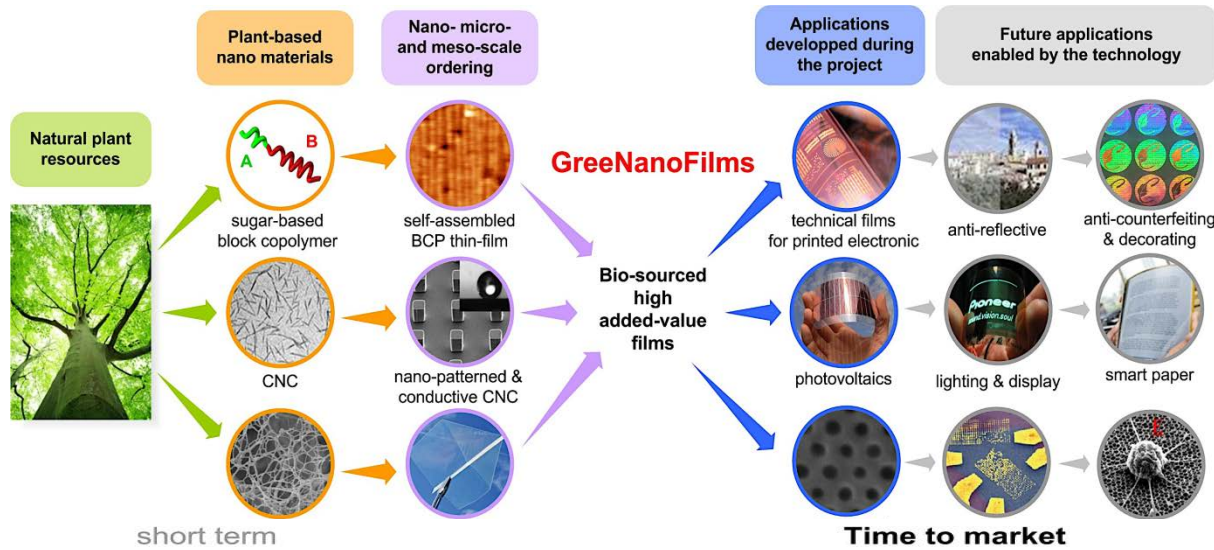 Natural plant
resources
Plant-based
nano materials
A
B
sugar-based
block copolymer
CNC
Nano- micro-
and meso-scale
ordering
self-assembled
BCP thin-film
nano-patterned &
conductive CNC
GreeNanoFilms
Bio-sourced
high
added-value
films
Applications
developped during
the project
technical films
for printed electronic
photovoltaics
Future applications
enabled by the technology
anti-reflective
anti-counterfeiting
& decorating
Pioneer
sound.vision.soul
lighting & display
smart paper
short term
Time to market